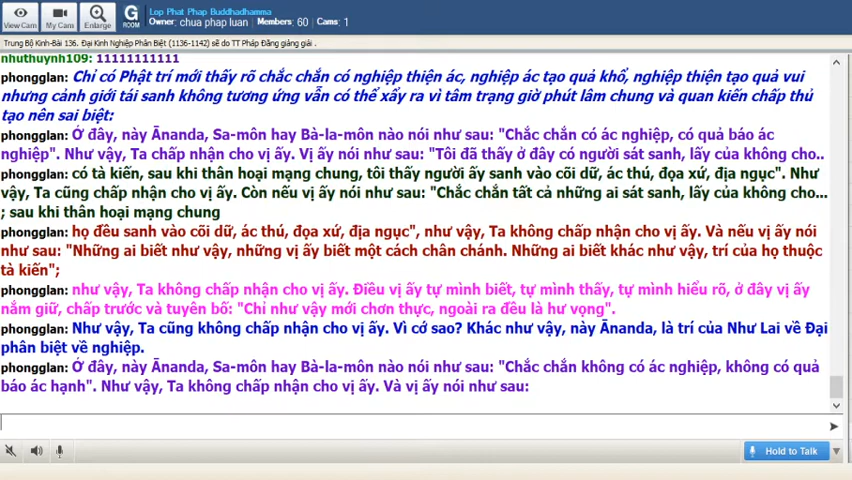 Lop Phat Phap Buddhadhamma
Owner: chua phap luan Members: 60 Cams: 1
View Cam
My Cam
Enlarge
G
ROOM
Trung Bộ Kinh-Bài 136. Đại Kinh Nghiệp Phân Biệt (1136-1142) sẽ do TT Pháp Đăng giảng giải .
nhuthuynh109: 11111111111
phongglan: Chỉ có Phật trí mới thấy rõ chắc chắn có nghiệp thiện ác, nghiệp ác tạo quả khổ, nghiệp thiện tạo quả vui
nhưng cảnh giới tái sanh không tương ứng vẫn có thể xẩy ra vì tâm trạng giờ phút lâm chung và quan kiến chấp thủ
tạo nên sai biệt:
phongglan: Ở đây, này Ānanda, Sa-môn hay Bà-la-môn nào nói như sau: "Chắc chắn có ác nghiệp, có quả báo ác
nghiệp". Như vậy, Ta chấp nhận cho vị ấy. Vị ấy nói như sau: "Tôi đã thấy ở đây có người sát sanh, lấy của không cho..
phongglan: có tà kiến, sau khi thân hoại mạng chung, tôi thấy người ấy sanh vào cõi dữ, ác thú, đọa xứ, địa ngục". Như
vậy, Ta cũng chấp nhận cho vị ấy. Còn nếu vị ấy nói như sau: "Chắc chắn tất cả những ai sát sanh, lấy của không cho...
; sau khi thân hoại mạng chung
phongglan: họ đều sanh vào cõi dữ, ác thú, đọa xứ, địa ngục", như vậy, Ta không chấp nhận cho vị ấy. Và nếu vị ấy nói
như sau: "Những ai biết như vậy, những vị ấy biết một cách chân chánh. Những ai biết khác như vậy, trí của họ thuộc
tà kiến";
phongglan: như vậy, Ta không chấp nhận cho vị ấy. Điều vị ấy tự mình biết, tự mình thấy, tự mình hiểu rõ, ở đây vị ấy
nắm giữ, chấp trước và tuyên bố: "Chỉ như vậy mới chơn thực, ngoài ra đều là hư vọng".
phongglan: Như vậy, Ta cũng không chấp nhận cho vị ấy. Vì cớ sao? Khác như vậy, này Ānanda, là trí của Như Lai về Đại
phân biệt về nghiệp.
phongglan: Ở đây, này Ānanda, Sa-môn hay Bà-la-môn nào nói như sau: "Chắc chắn không có ác nghiệp, không có quả
báo ác hạnh". Như vậy, Ta không chấp nhận cho vị ấy. Và vị ấy nói như sau:
Hold to Talk